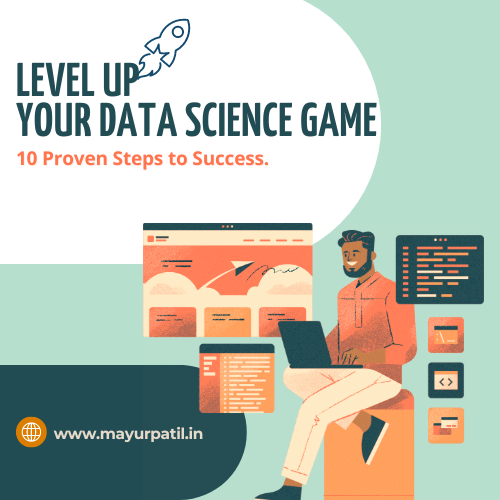 LEVEL UP
YOUR DATA SCIENCE GAME
10 Proven Steps to Success.
www.mayurpatil.in